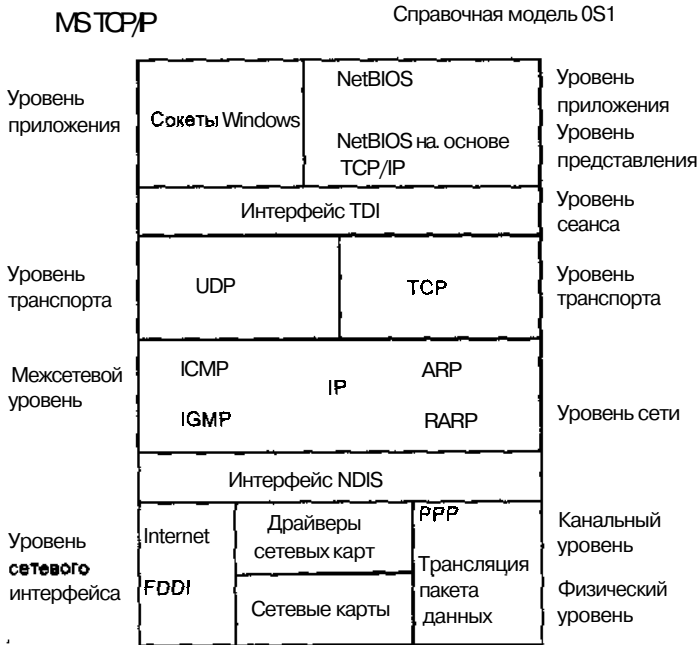 MS TCP/IP
Справочная модель 0S1
Уровень
приложения
Сокеты Windows
NetBIOS
NetBIOS на. основе
TCP/IP
Уровень
приложения
Уровень
представления
Интерфейс TDI
Уровень
сеанса
Уровень
транспорта
UDP
TCP
Уровень
транспорта
Межсетевой
уровень
ICMP
IP
ARP
IGMP
RARP
Уровень сети
Интерфейс NDIS
Уровень
сетевого
интерфейса
Internet
FDDI
Драйверы
сетевых карт
Сетевые карты
PPP
Трансляция
пакета
данных
Канальный
уровень
Физический
уровень